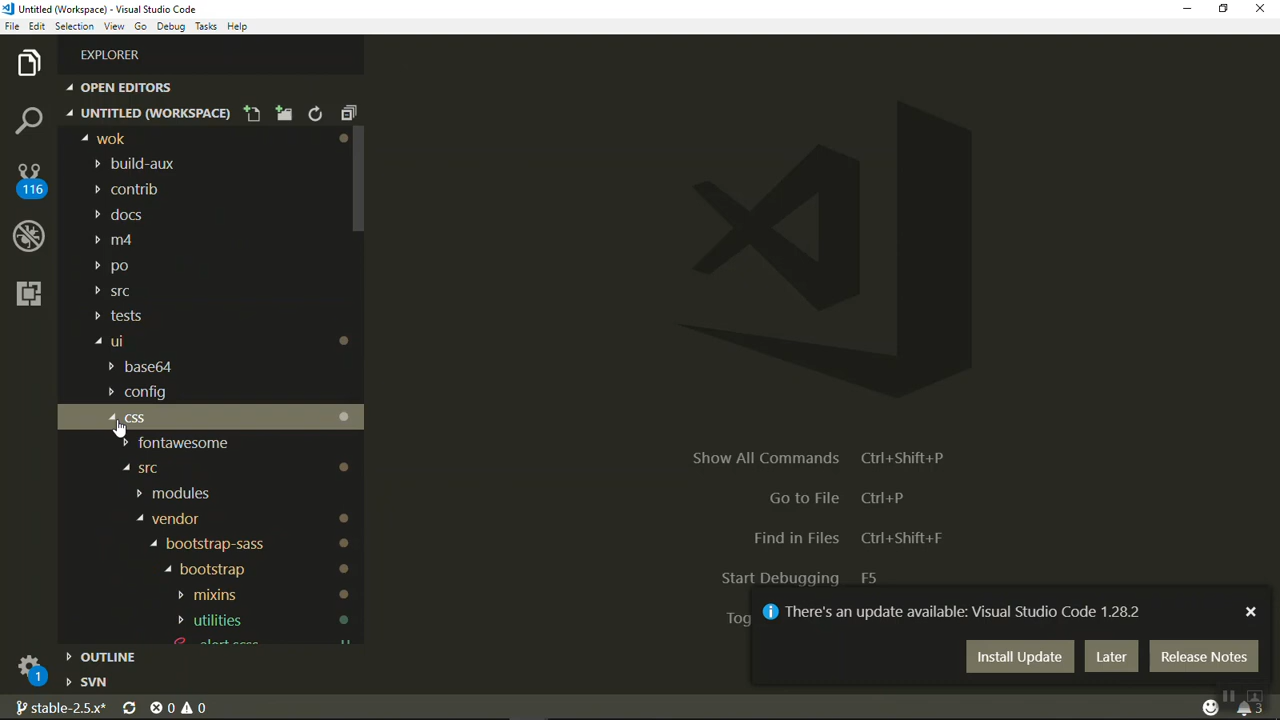 Untitled (Workspace) - Visual Studio Code
File Edit Selection View Go Debug Tasks Help
EXPLORER
OPEN EDITORS
UNTITLED (WORKSPACE)
wok
build-aux
contrib
docs
m4
po
src
tests
ui
base64
config
css
fontawesome
src
modules
vendor
bootstrap-sass
bootstrap
mixins
utilities
alert.scss U
OUTLINE
SVN
116
1
Show All Commands Ctrl+Shift+P
Go to File Ctrl+P
Find in Files Ctrl+Shift+F
Start Debugging F5
There's an update available: Visual Studio Code 1.28.2
Install Update Later Release Notes
stable-2.5.x* 0 0 3